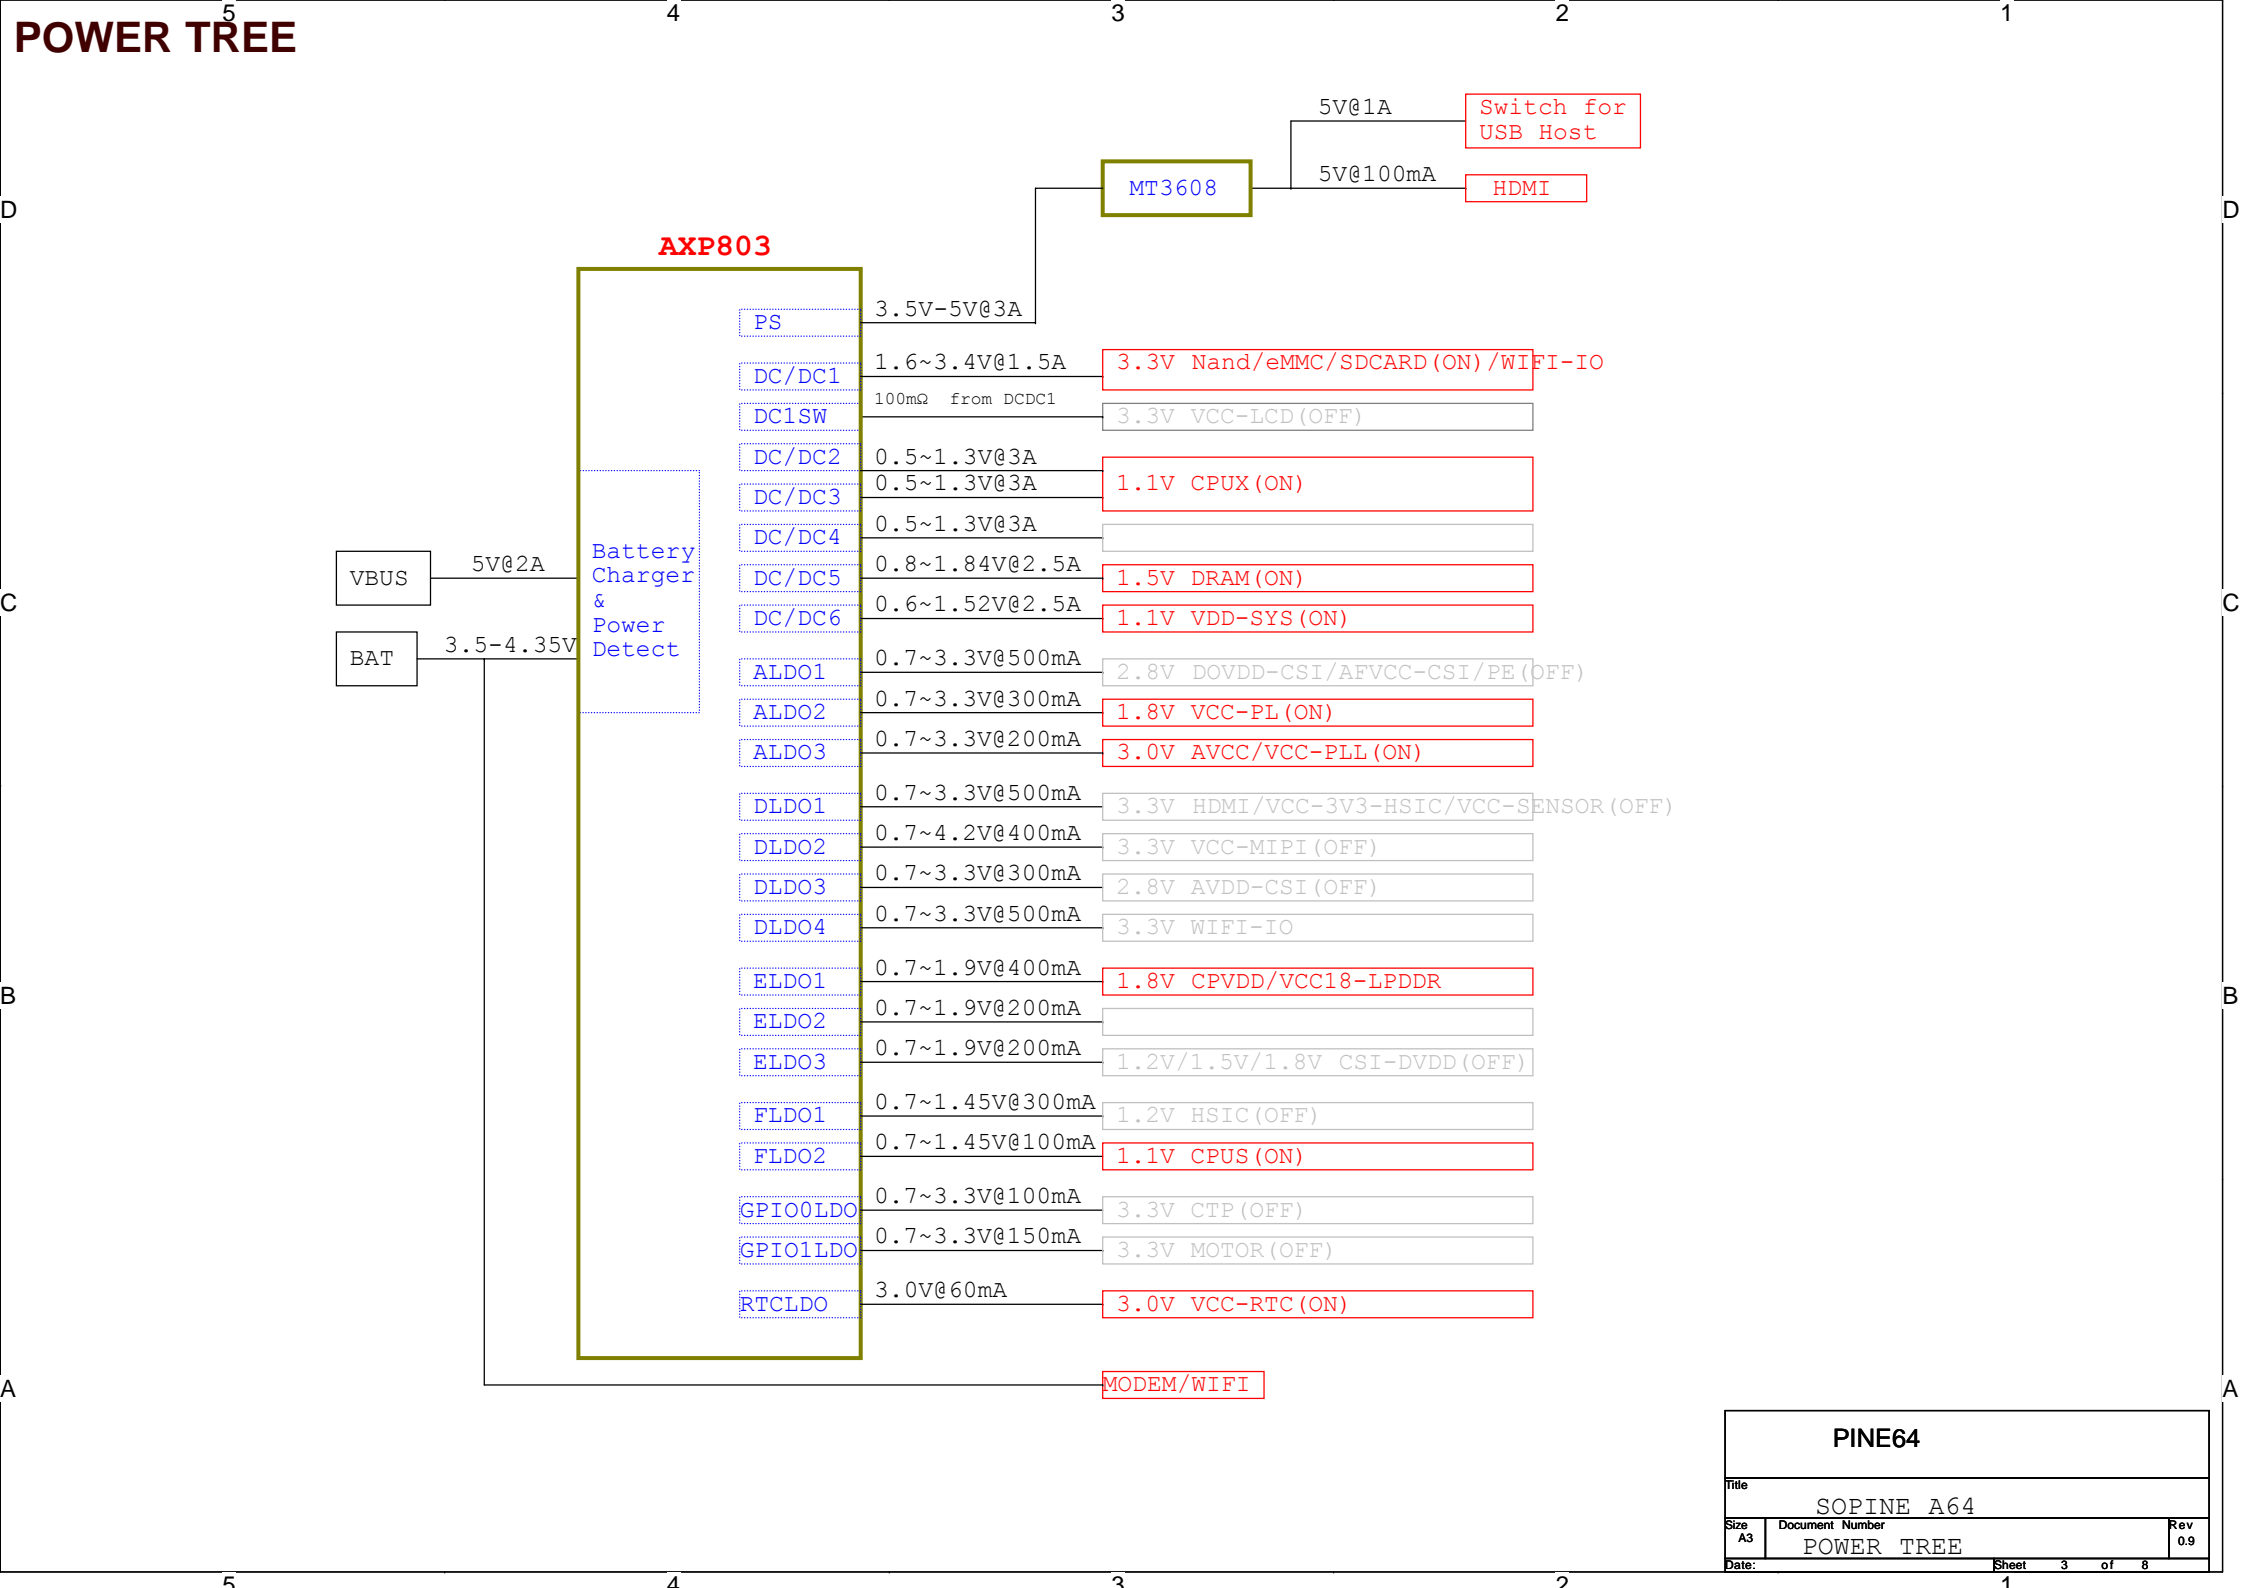 5 4 3 2 1
POWER TREE
5V@1A
Switch for
USB Host
5V@100mA
MT3608
HDMI
D D
AXP803
3.5V-5V@3A
PS
1.6~3.4V@1.5A
3.3V Nand/eMMC/SDCARD(ON)/WIFI-IO
DC/DC1
100mΩ from DCDC1
DC1SW
3.3V VCC-LCD(OFF)
DC/DC2
0.5~1.3V@3A
0.5~1.3V@3A
1.1V CPUX(ON)
DC/DC3
0.5~1.3V@3A
DC/DC4
Battery
Charger
&
Power
Detect
VBUS
5V@2A
0.8~1.84V@2.5A
DC/DC5
1.5V DRAM(ON)
C C
0.6~1.52V@2.5A
DC/DC6
1.1V VDD-SYS(ON)
BAT
3.5-4.35V
0.7~3.3V@500mA
ALDO1
2.8V DOVDD-CSI/AFVCC-CSI/PE(OFF)
0.7~3.3V@300mA
ALDO2
1.8V VCC-PL(ON)
0.7~3.3V@200mA
ALDO3
3.0V AVCC/VCC-PLL(ON)
0.7~3.3V@500mA
DLDO1
3.3V HDMI/VCC-3V3-HSIC/VCC-SENSOR(OFF)
0.7~4.2V@400mA
DLDO2
3.3V VCC-MIPI(OFF)
0.7~3.3V@300mA
DLDO3
2.8V AVDD-CSI(OFF)
0.7~3.3V@500mA
DLDO4
3.3V WIFI-IO
0.7~1.9V@400mA
ELDO1
1.8V CPVDD/VCC18-LPDDR
B B
0.7~1.9V@200mA
ELDO2
0.7~1.9V@200mA
ELDO3
1.2V/1.5V/1.8V CSI-DVDD(OFF)
0.7~1.45V@300mA
FLDO1
1.2V HSIC(OFF)
0.7~1.45V@100mA
FLDO2
1.1V CPUS(ON)
0.7~3.3V@100mA
GPIO0LDO
3.3V CTP(OFF)
0.7~3.3V@150mA
GPIO1LDO
3.3V MOTOR(OFF)
3.0V@60mA
RTCLDO
3.0V VCC-RTC(ON)
MODEM/WIFI
A A
PINE64
Title
SOPINE A64
Size Document Number Rev
A3 POWER TREE 0.9
Date: Sheet 3 of 8
5 4 3 2 1